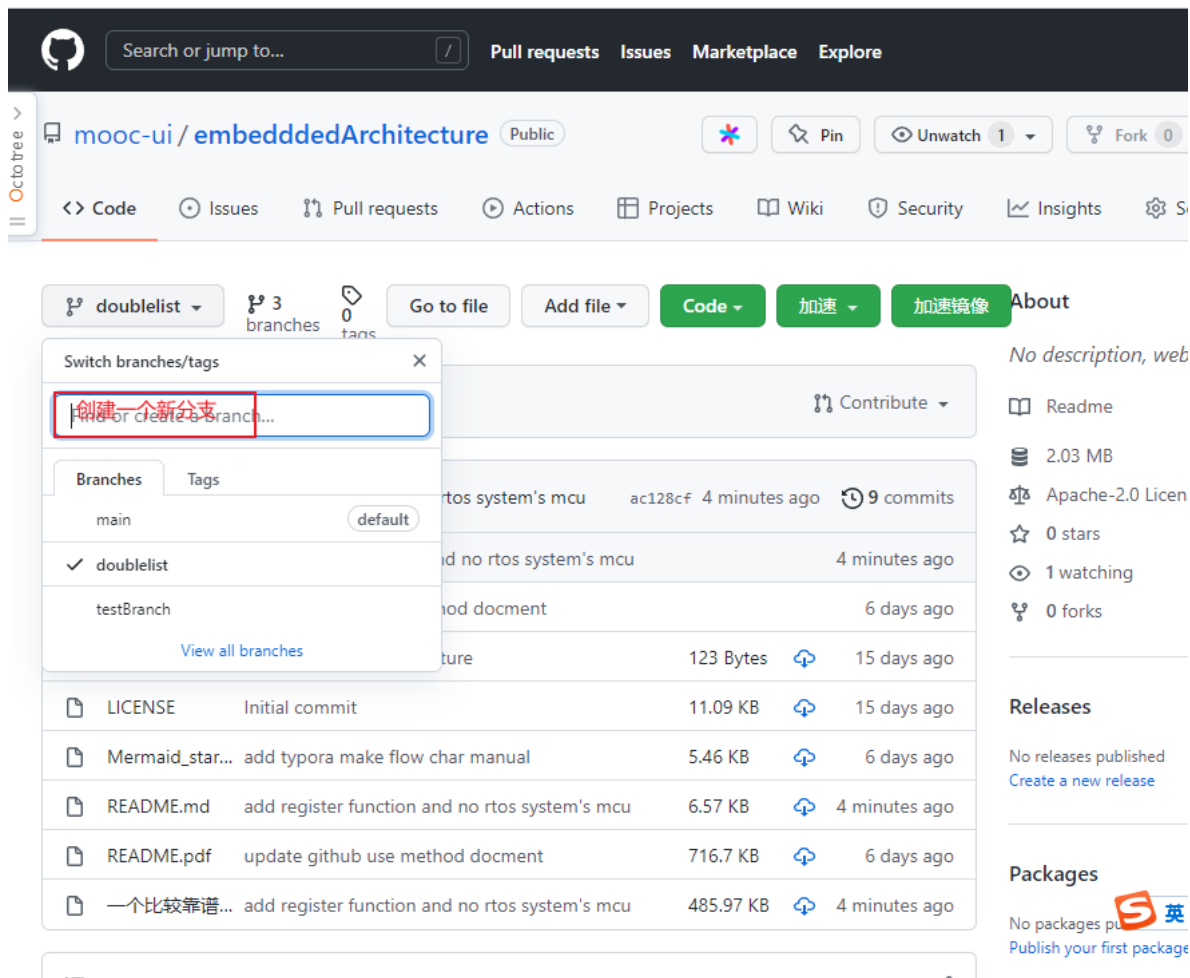 Search or jump to... / Pull requests Issues Marketplace Explore
Octotree
mooc-ui / embedddedArchitecture Public Pin Unwatch 1 Fork 0
Code Issues Pull requests Actions Projects Wiki Security Insights
doublelist 3 branches 0 tags Go to file Add file Code 加速 加速镜像
About
Switch branches/tags
No description, web
创建一个新分支
Find or create a branch...
Contribute
Readme
Branches Tags
2.03 MB
rtos system's mcu ac128cf 4 minutes ago 9 commits
Apache-2.0 Licen
main default
0 stars
doublelist
nd no rtos system's mcu 4 minutes ago
1 watching
testBranch
hod docment 6 days ago
0 forks
View all branches
ture 123 Bytes 15 days ago
LICENSE Initial commit 11.09 KB 15 days ago
Releases
Mermaid_star... add typora make flow char manual 5.46 KB 6 days ago
No releases published
Create a new release
README.md add register function and no rtos system's mcu 6.57 KB 4 minutes ago
README.pdf update github use method docment 716.7 KB 6 days ago
Packages
一个比较靠谱... add register function and no rtos system's mcu 485.97 KB 4 minutes ago
No packages
英
Publish your first package